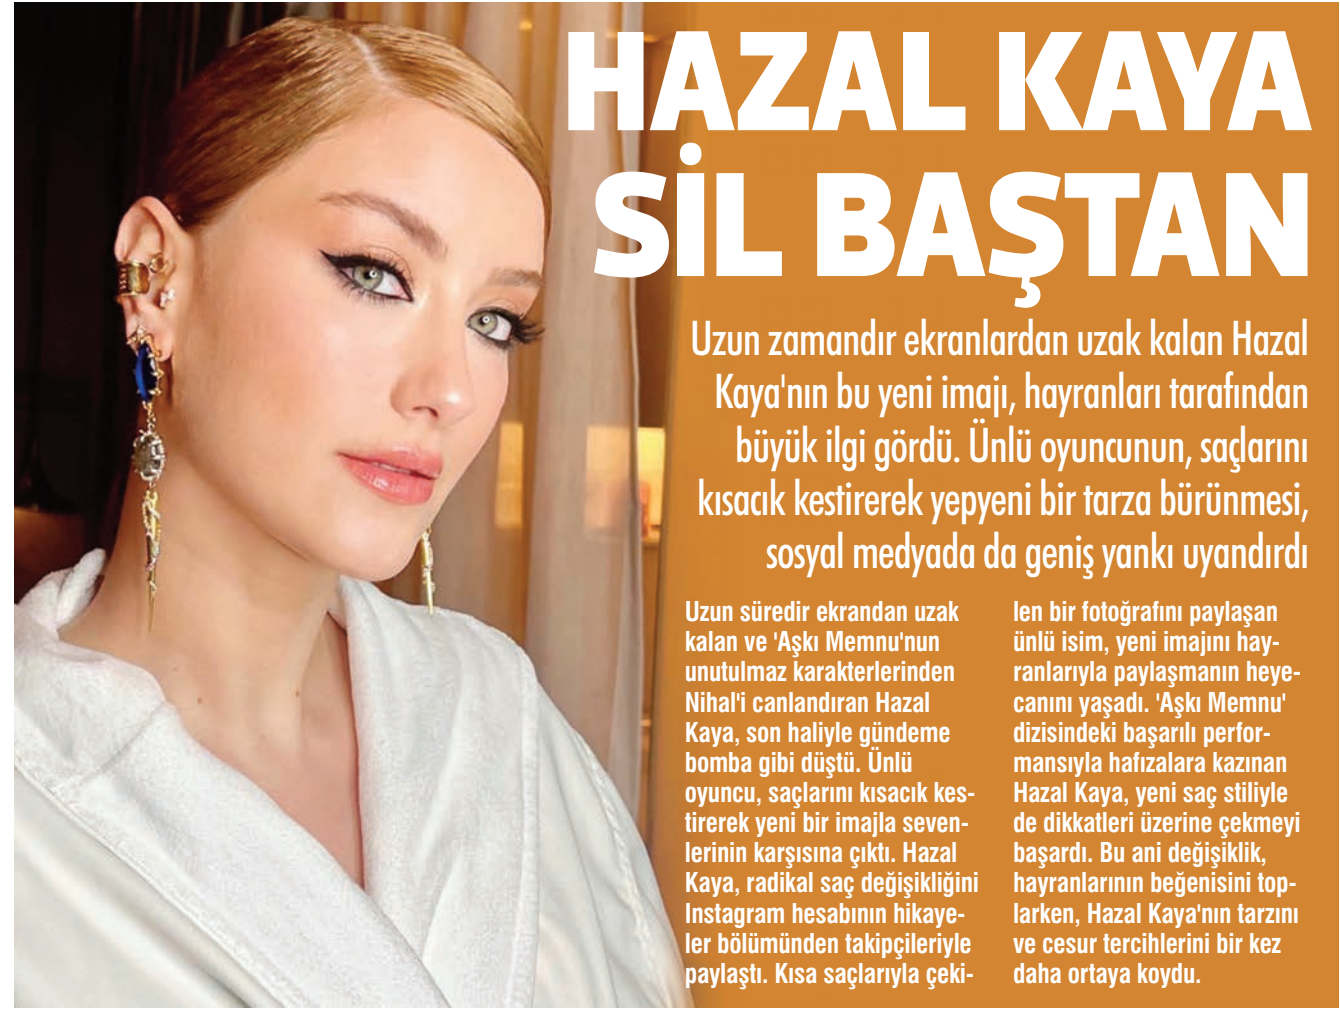 HAZAL KAYA
SİL BAŞTAN
Uzun zamandır ekranlardan uzak kalan Hazal
Kaya'nın bu yeni imajı, hayranları tarafından
büyük ilgi gördü. Ünlü oyuncunun, saçlarını
kısacık kestirerek yepyeni bir tarza bürünmesi,
sosyal medyada da geniş yankı uyandırdı
Uzun süredir ekrandan uzak
kalan ve 'Aşkı Memnu'nun
unutulmaz karakterlerinden
Nihal'i canlandıran Hazal
Kaya, son haliyle gündeme
bomba gibi düştü. Ünlü
oyuncu, saçlarını kısacık kes-
tirerek yeni bir imajla seven-
lerinin karşısına çıktı. Hazal
Kaya, radikal saç değişikliğini
Instagram hesabının hikaye-
ler bölümünden takipçileriyle
paylaştı. Kısa saçlarıyla çeki-
len bir fotoğrafını paylaşan
ünlü isim, yeni imajını hay-
ranlarıyla paylaşmanın heye-
canını yaşadı. 'Aşkı Memnu'
dizisindeki başarılı perfor-
mansıyla hafızalara kazınan
Hazal Kaya, yeni saç stiliyle
de dikkatleri üzerine çekmeyi
başardı. Bu ani değişiklik,
hayranlarının beğenisini top-
larken, Hazal Kaya'nın tarzını
ve cesur tercihlerini bir kez
daha ortaya koydu.